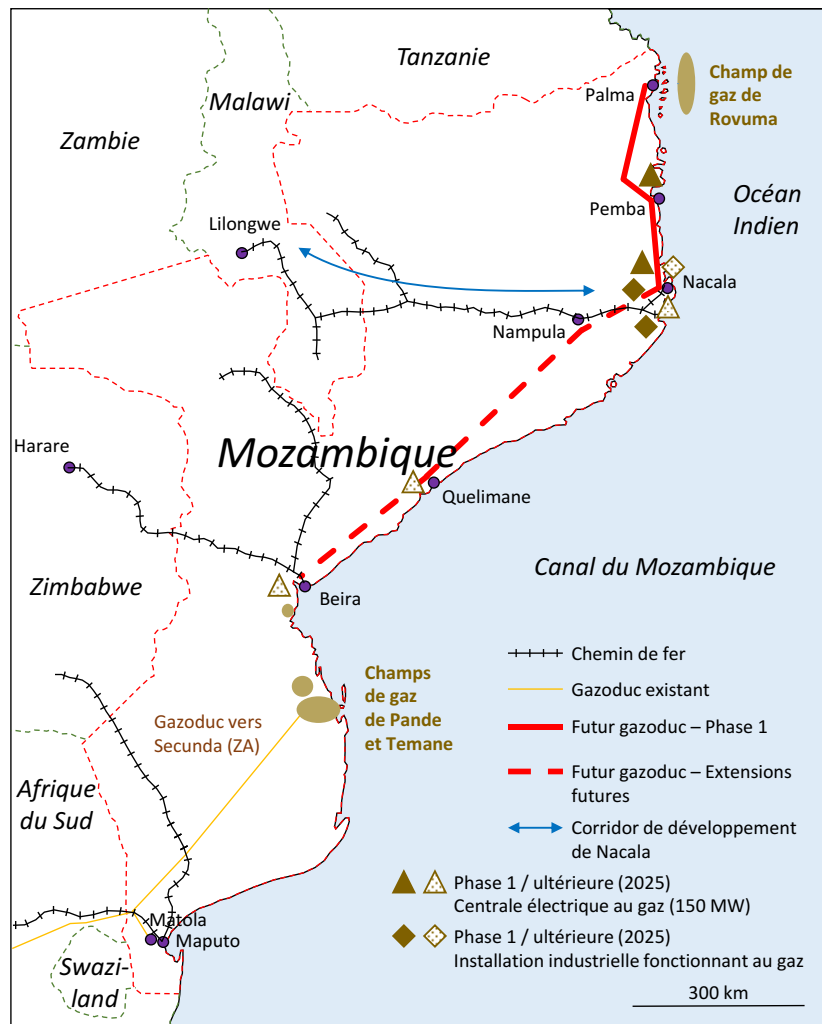 Tanzanie
Malawi
Zambie
Palma
Champ de
gaz de
Rovuma
Océan
Indien
Pemba
Lilongwe
Nacala
Nampula
Harare
Mozambique
Quelimane
Zimbabwe
Canal du Mozambique
Beira
Champs
de gaz
de Pande
et Temane
Gazoduc vers
Secunda (ZA)
Afrique
du Sud
Matola
Maputo
Swazi-
land
Chemin de fer
Gazoduc existant
Futur gazoduc – Phase 1
Futur gazoduc – Extensions
futures
Corridor de développement
de Nacala
Phase 1 / ultérieure (2025)
Centrale électrique au gaz (150 MW)
Phase 1 / ultérieure (2025)
Installation industrielle fonctionnant au gaz
300 km